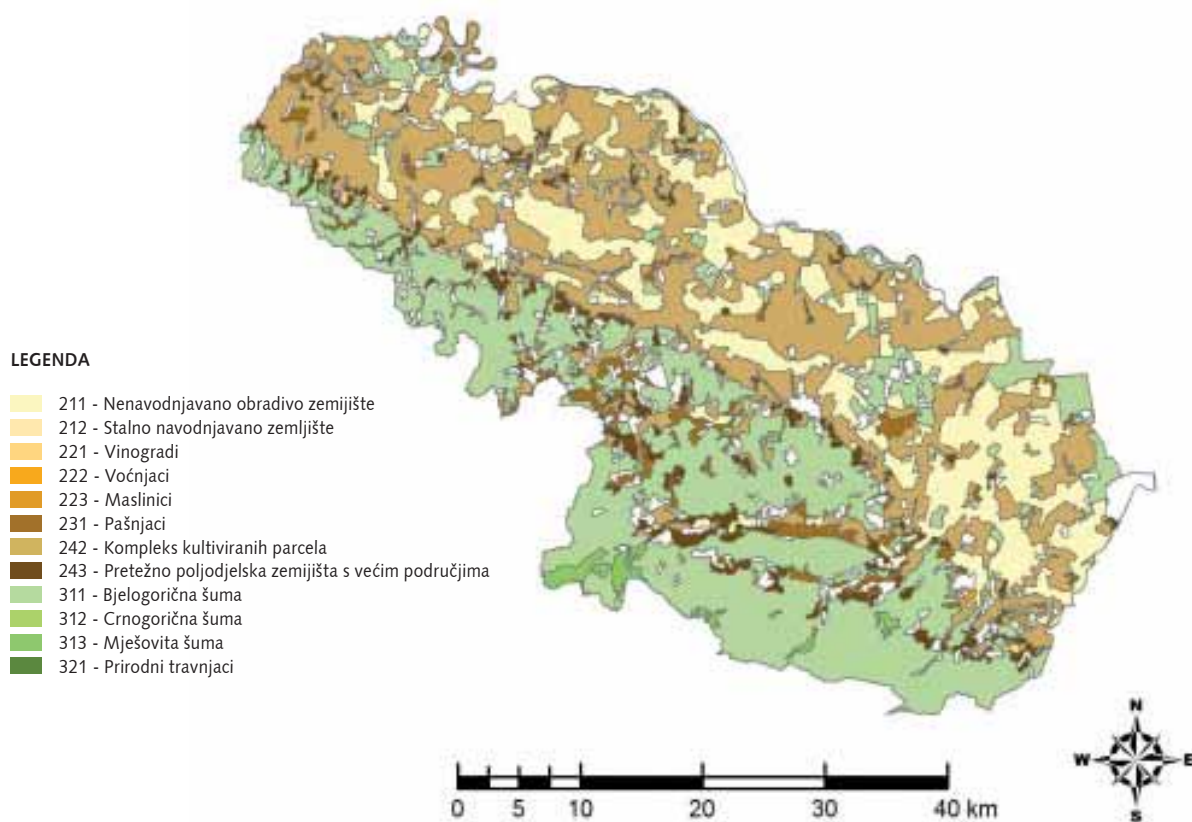 LEGENDA
211 - Nenavodnjavano obradivo zemijište
212 - Stalno navodnjavano zemljište
221 - Vinogradi
222 - Voćnjaci
223 - Maslinici
231 - Pašnjaci
242 - Kompleks kultiviranih parcela
243 - Pretežno poljodjelska zemijišta s većim područjima
311 - Bjelogorična šuma
312 - Crnogorična šuma
313 - Mješovita šuma
321 - Prirodni travnjaci
N
W E
S
0 5 10 20 30 40 km